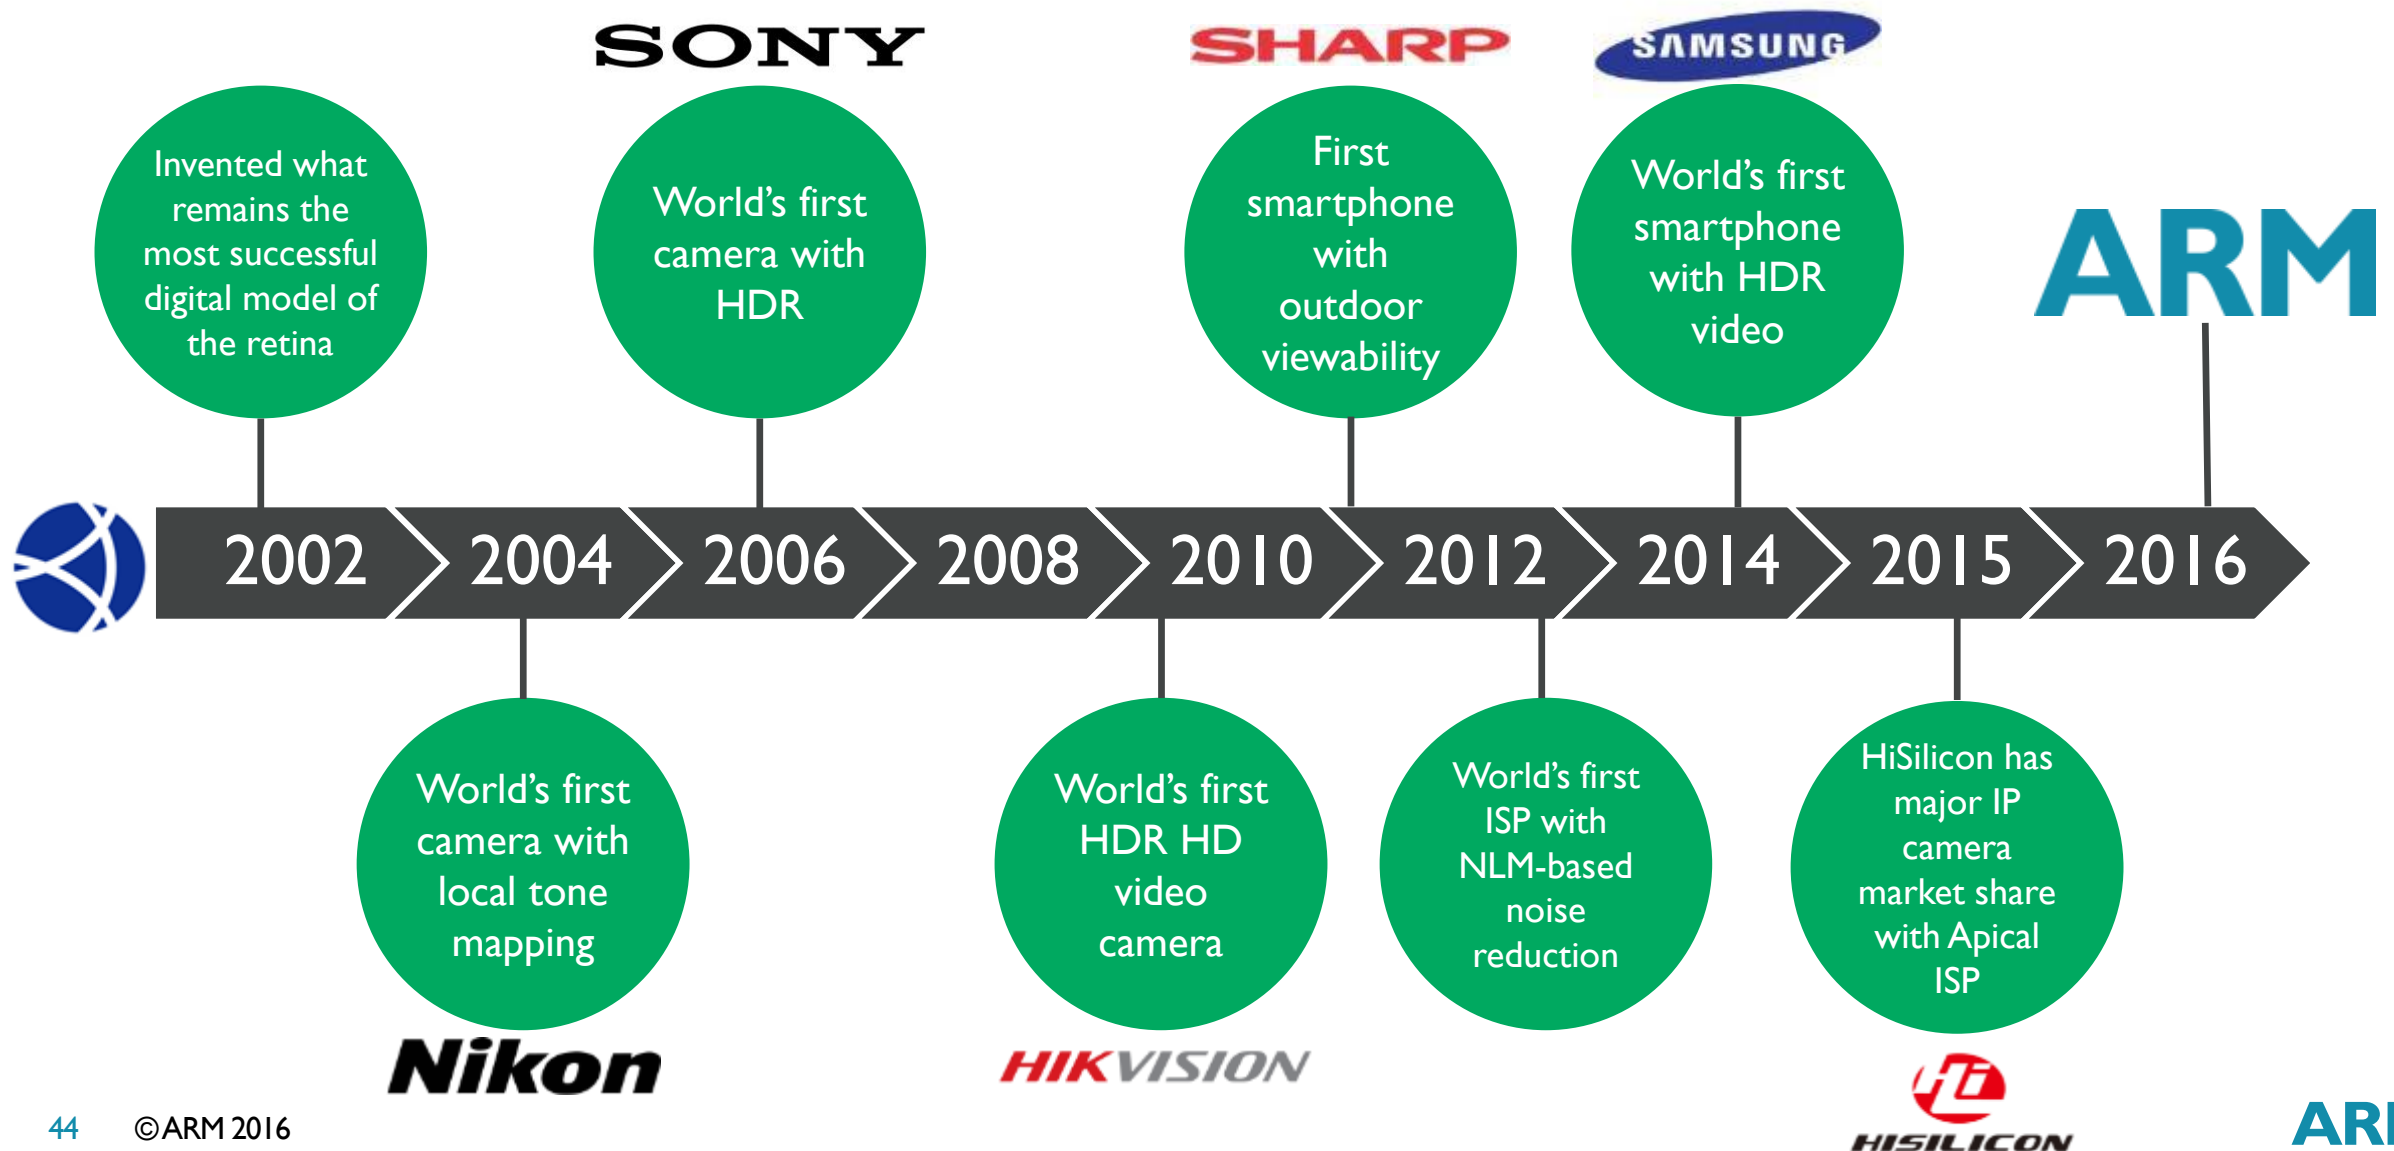 SONY
SHARP
SAMSUNG
Invented what
remains the
most successful
digital model of
the retina
World's first
camera with
HDR
First
smartphone
with
outdoor
viewability
World's first
smartphone
with HDR
video
ARM
2002
2004
2006
2008
2010
2012
2014
2015
2016
World's first
camera with
local tone
mapping
World's first
HDR HD
video
camera
World's first
ISP with
NLM-based
noise
reduction
HiSilicon has
major IP
camera
market share
with Apical
ISP
Nikon
HIKVISION
Hi
HISILICON
44
© ARM 2016